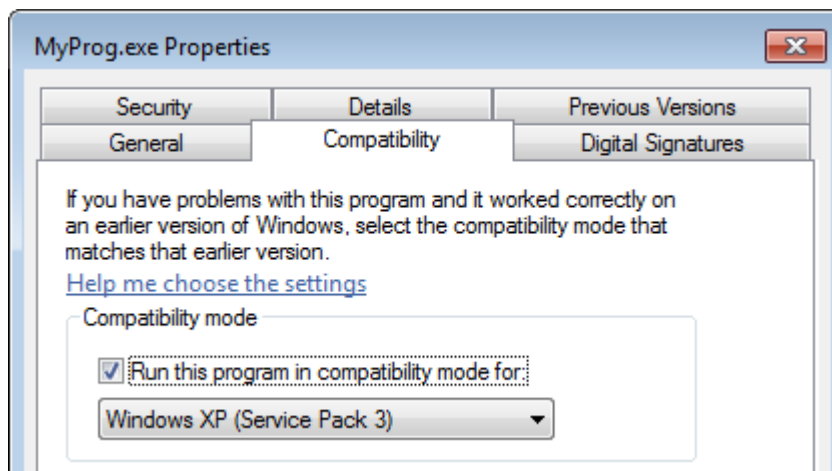 MyProg.exe Properties
Security Details Previous Versions
General Compatibility Digital Signatures
If you have problems with this program and it worked correctly on
an earlier version of Windows, select the compatibility mode that
matches that earlier version.
Help me choose the settings
Compatibility mode
Run this program in compatibility mode for:
Windows XP (Service Pack 3)